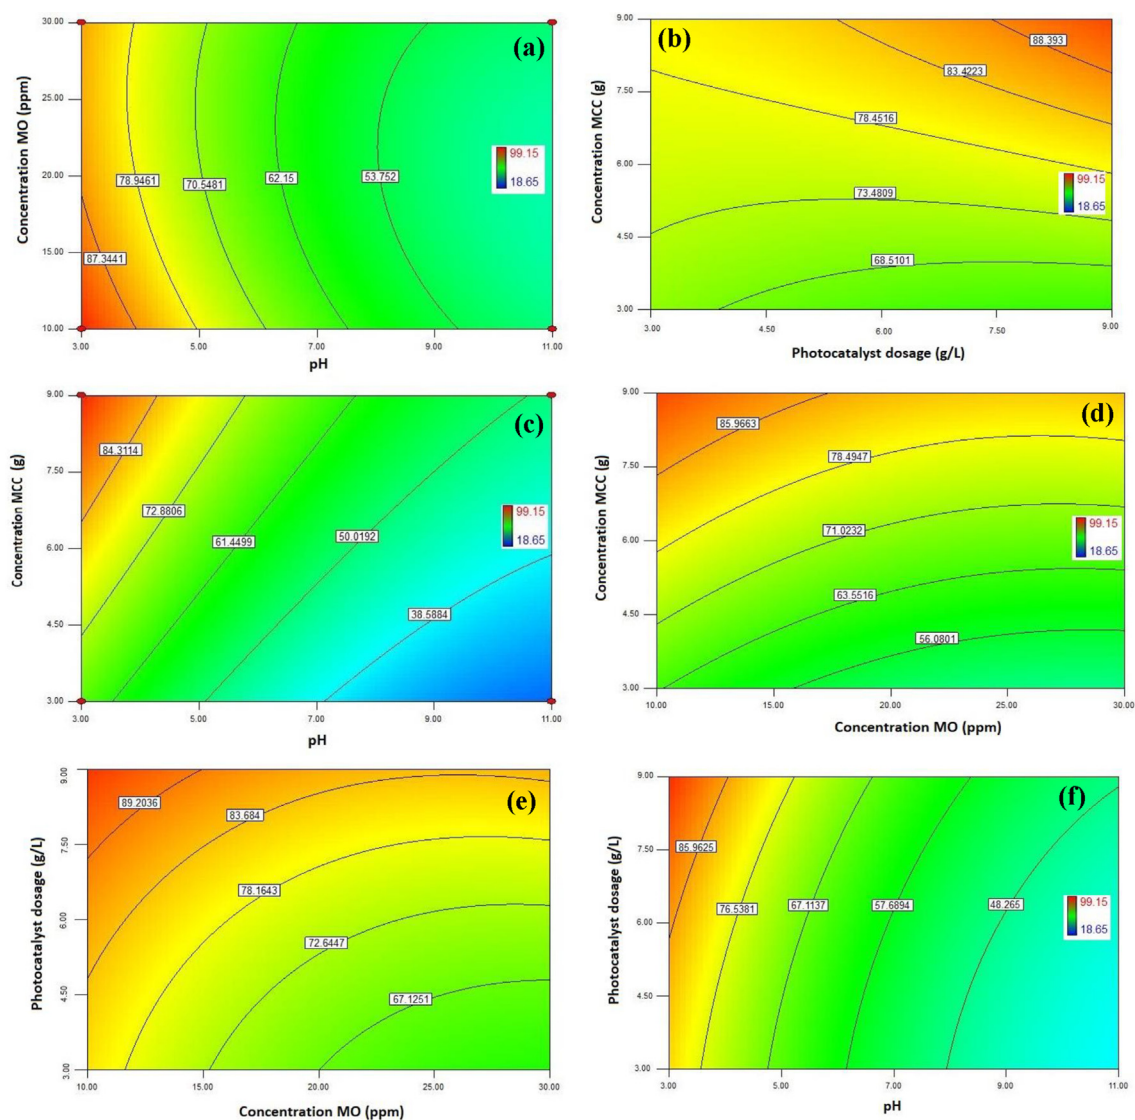 (a)
Concentration MO (ppm)
30.00
25.00
20.00
15.00
10.00
78.9461
70.5481
62.15
53.752
87.3441
99.15
18.65
3.00 5.00 7.00 9.00 11.00
pH
(b)
Concentration MCC (g)
9.00
7.50
6.00
4.50
3.00
88.393
83.4223
78.4516
73.4809
68.5101
99.15
18.65
3.00 4.50 6.00 7.50 9.00
Photocatalyst dosage (g/L)
(c)
Concentration MCC (g)
9.00
7.50
6.00
4.50
3.00
84.3114
72.8806
61.4499
50.0192
38.5884
99.15
18.65
3.00 5.00 7.00 9.00 11.00
pH
(d)
Concentration MCC (g)
9.00
7.50
6.00
4.50
3.00
85.9663
78.4947
71.0232
63.5516
56.0801
99.15
18.65
10.00 15.00 20.00 25.00 30.00
Concentration MO (ppm)
(e)
Photocatalyst dosage (g/L)
9.00
7.50
6.00
4.50
3.00
89.2036
83.684
78.1643
72.6447
67.1251
10.00 15.00 20.00 25.00 30.00
Concentration MO (ppm)
(f)
Photocatalyst dosage (g/L)
9.00
7.50
6.00
4.50
3.00
85.9625
76.5381
67.1137
57.6894
48.265
99.15
18.65
3.00 5.00 7.00 9.00 11.00
pH